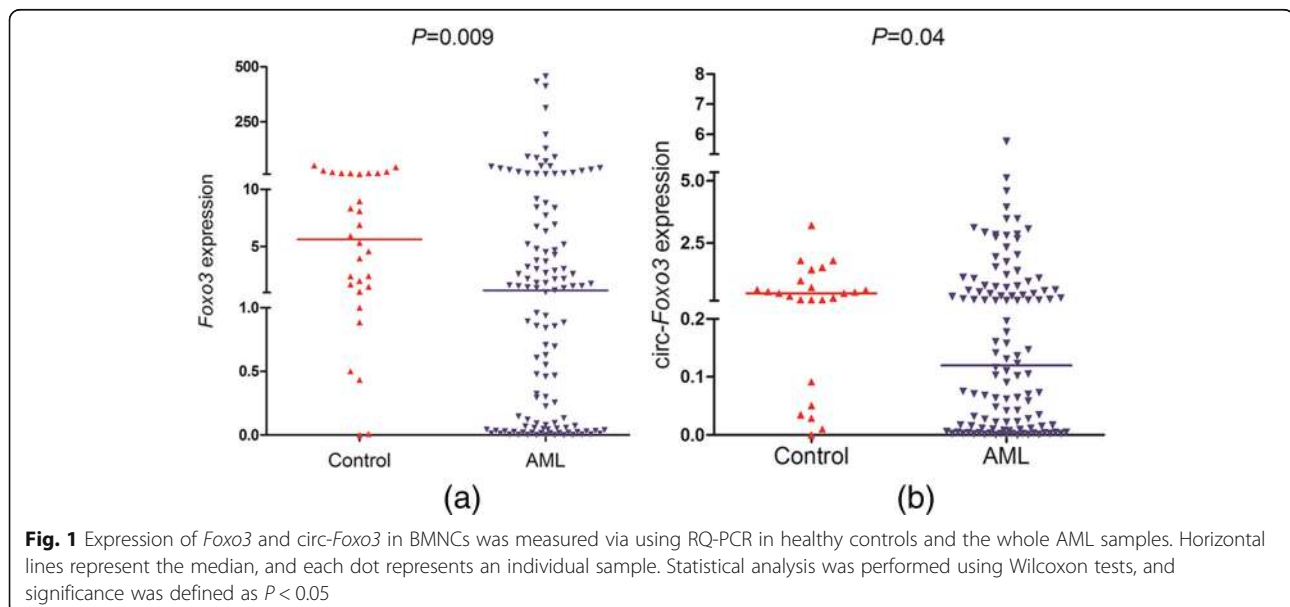 P=0.009
500
250
10
5
1.0
0.5
0.0
Foxo3 expression
Control
AML
(a)
P=0.04
8
7
6
5.0
2.5
0.2
0.1
0.0
circ-Foxo3 expression
Control
AML
(b)
Fig. 1 Expression of Foxo3 and circ-Foxo3 in BMNCs was measured via using RQ-PCR in healthy controls and the whole AML samples. Horizontal
lines represent the median, and each dot represents an individual sample. Statistical analysis was performed using Wilcoxon tests, and
significance was defined as P < 0.05